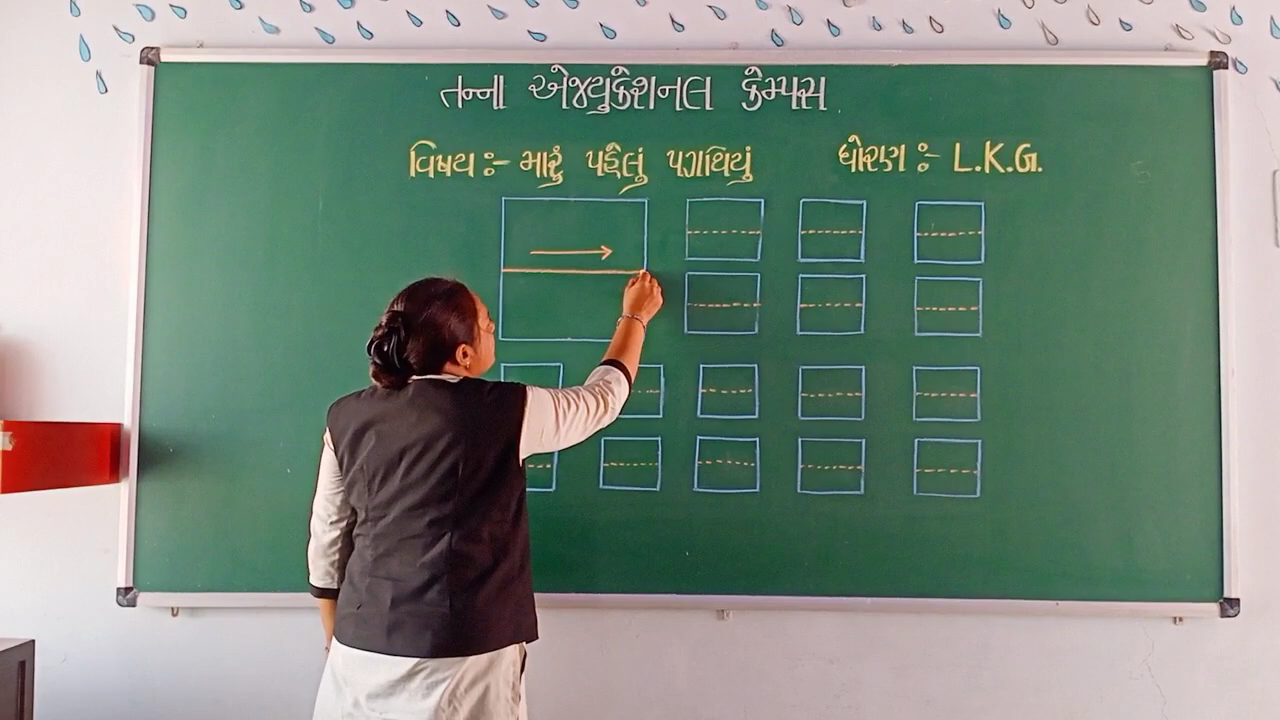 તન્ના એજ્યુકેશનલ કેમ્પસ
વિષય :- મારું પહેલું પગથિયું ધોરણ :- L.K.G.